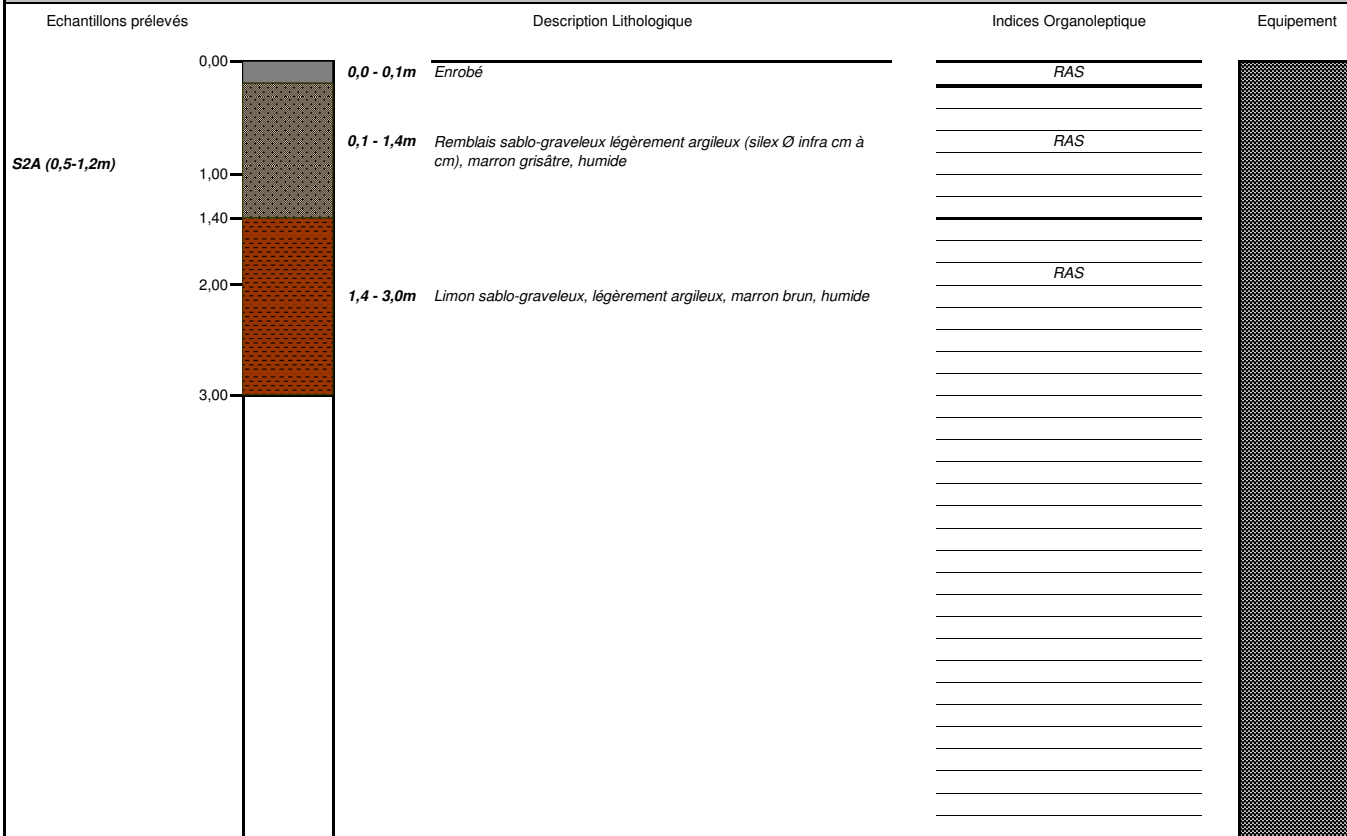 Echantillons prélevés
Description Lithologique
Indices Organoleptique
Equipement
0,00
0,0 - 0,1m Enrobé
RAS
S2A (0,5-1,2m)
0,1 - 1,4m Remblais sablo-graveleux légèrement argileux (silex Ø infra cm à
cm), marron grisâtre, humide
RAS
1,00
1,40
RAS
2,00
1,4 - 3,0m Limon sablo-graveleux, légèrement argileux, marron brun, humide
3,00